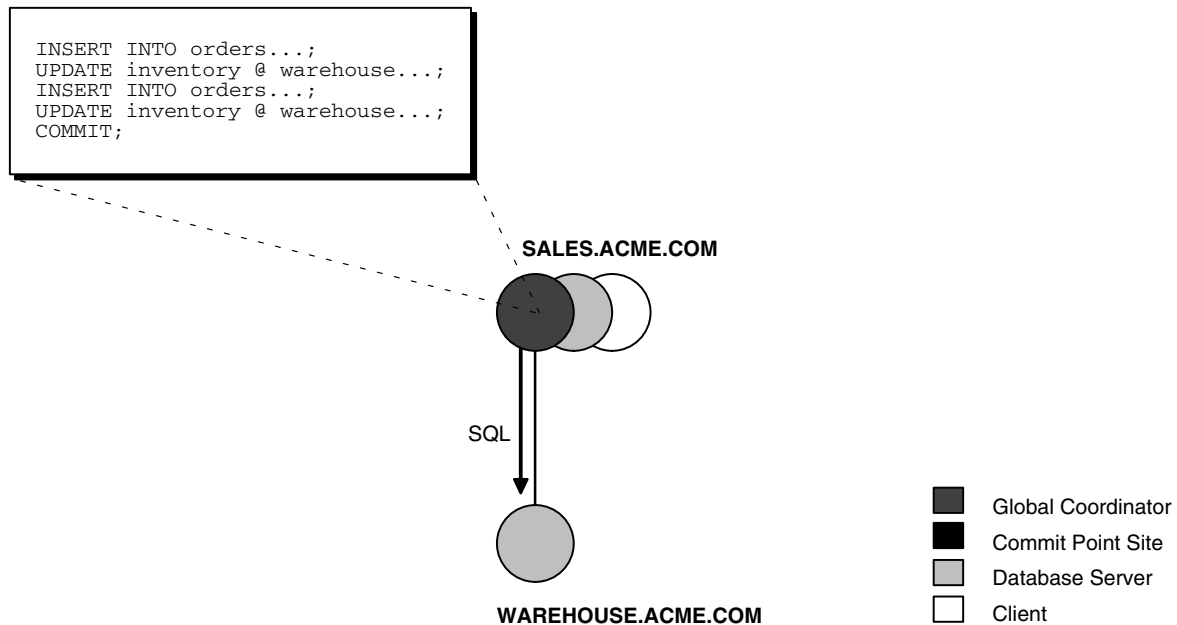 INSERT INTO orders...;
UPDATE inventory @ warehouse...;
INSERT INTO orders...;
UPDATE inventory @ warehouse...;
COMMIT;
SALES.ACME.COM
SQL
WAREHOUSE.ACME.COM
Global Coordinator
Commit Point Site
Database Server
Client